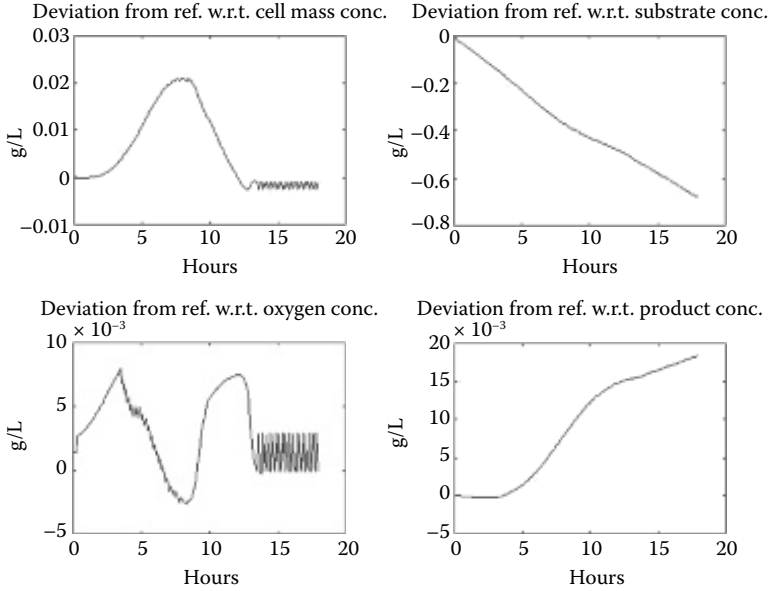 Deviation from ref. w.r.t. cell mass conc.
0.03
0.02
0.01
0
−0.01
g/L
0 5 10 15 20
Hours
Deviation from ref. w.r.t. substrate conc.
0
−0.2
−0.4
−0.6
−0.8
g/L
0 5 10 15 20
Hours
Deviation from ref. w.r.t. oxygen conc.
× 10⁻³
10
5
0
−5
g/L
0 5 10 15 20
Hours
Deviation from ref. w.r.t. product conc.
× 10⁻³
20
15
10
5
0
−5
g/L
0 5 10 15 20
Hours